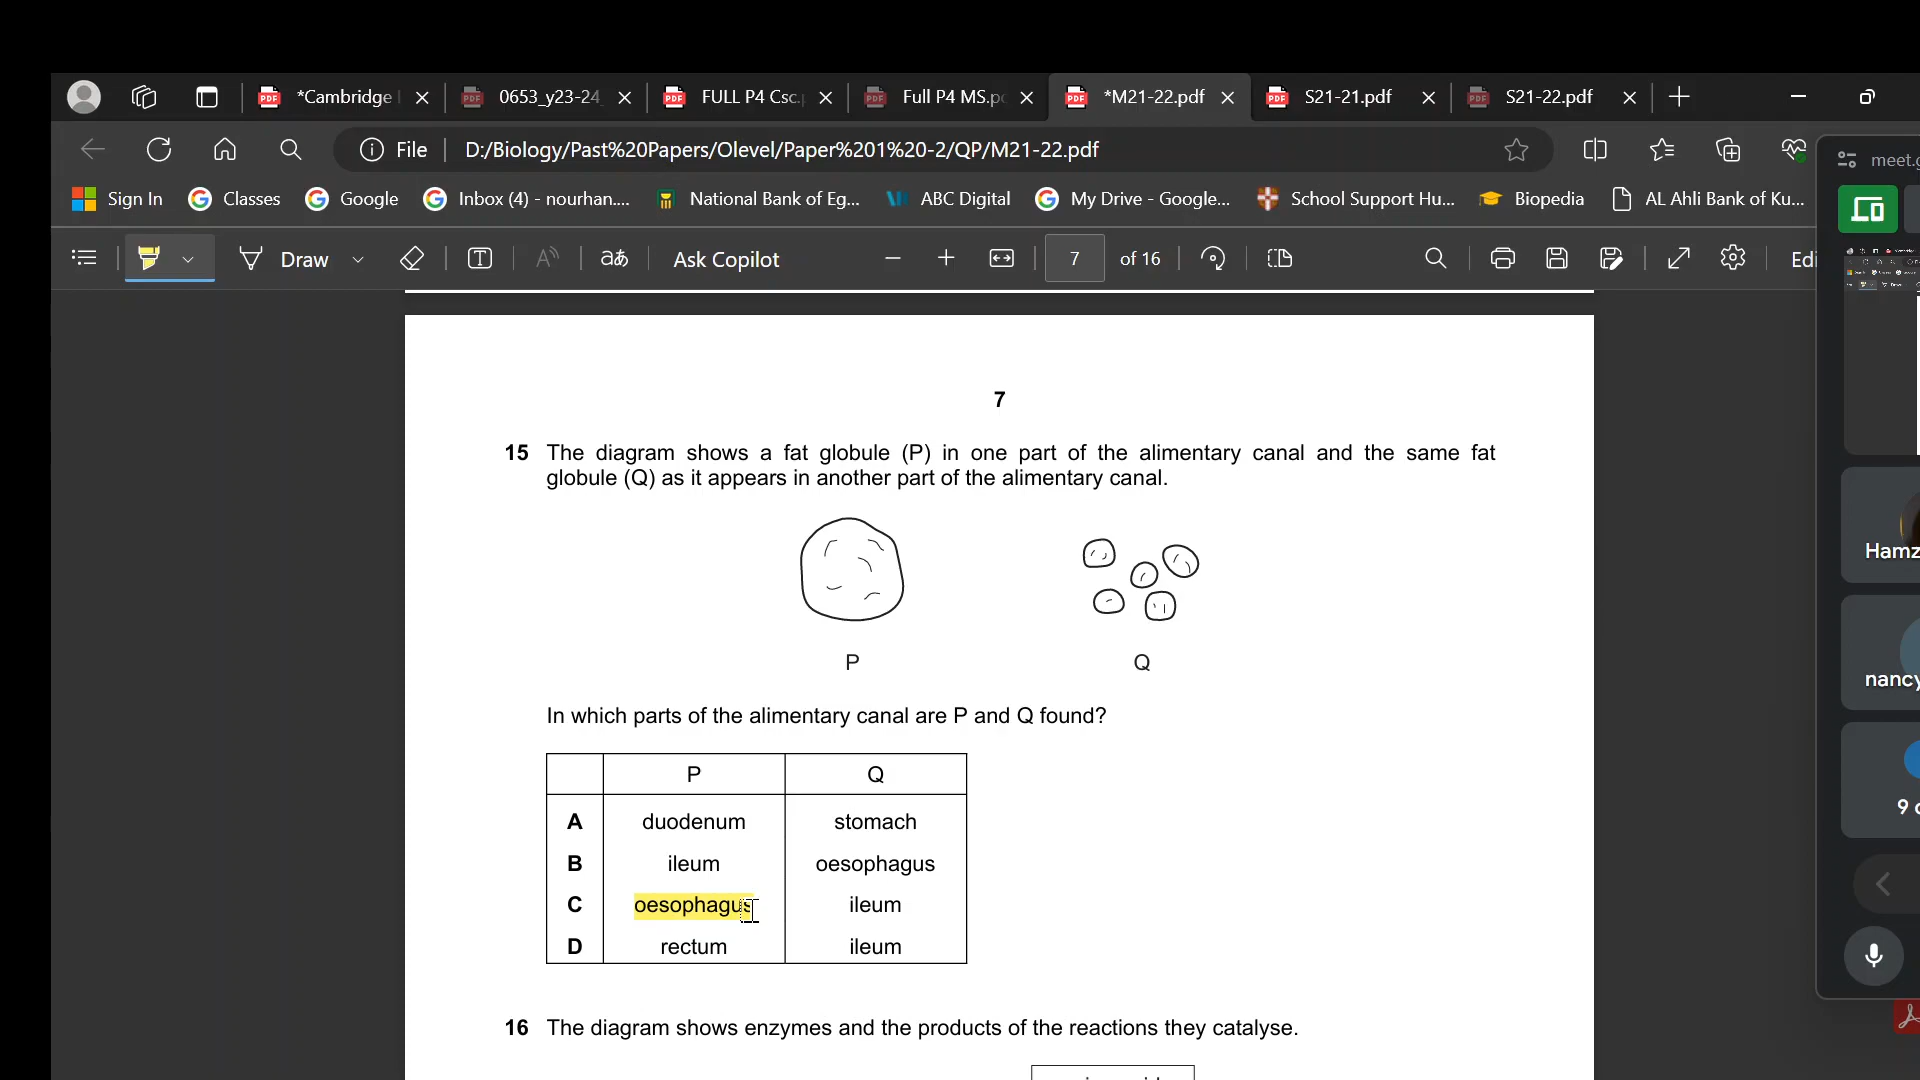 *Cambridge
0653_y23-24
FULL P4 Csc.
Full P4 MS.pd
*M21-22.pdf
S21-21.pdf
S21-22.pdf
File
D:/Biology/Past%20Papers/Olevel/Paper%201%20-2/QP/M21-22.pdf
meet.g
Sign In
Classes
Google
Inbox (4) - nourhan....
National Bank of Eg...
ABC Digital
My Drive - Google...
School Support Hu...
Biopedia
AL Ahli Bank of Ku...
Draw
aあ
Ask Copilot
7
of 16
Edi
7
15 The diagram shows a fat globule (P) in one part of the alimentary canal and the same fat
globule (Q) as it appears in another part of the alimentary canal.
P Q
In which parts of the alimentary canal are P and Q found?
P Q
A duodenum stomach
B ileum oesophagus
C oesophagus ileum
D rectum ileum
16 The diagram shows enzymes and the products of the reactions they catalyse.
Hamz
nancy
9 o